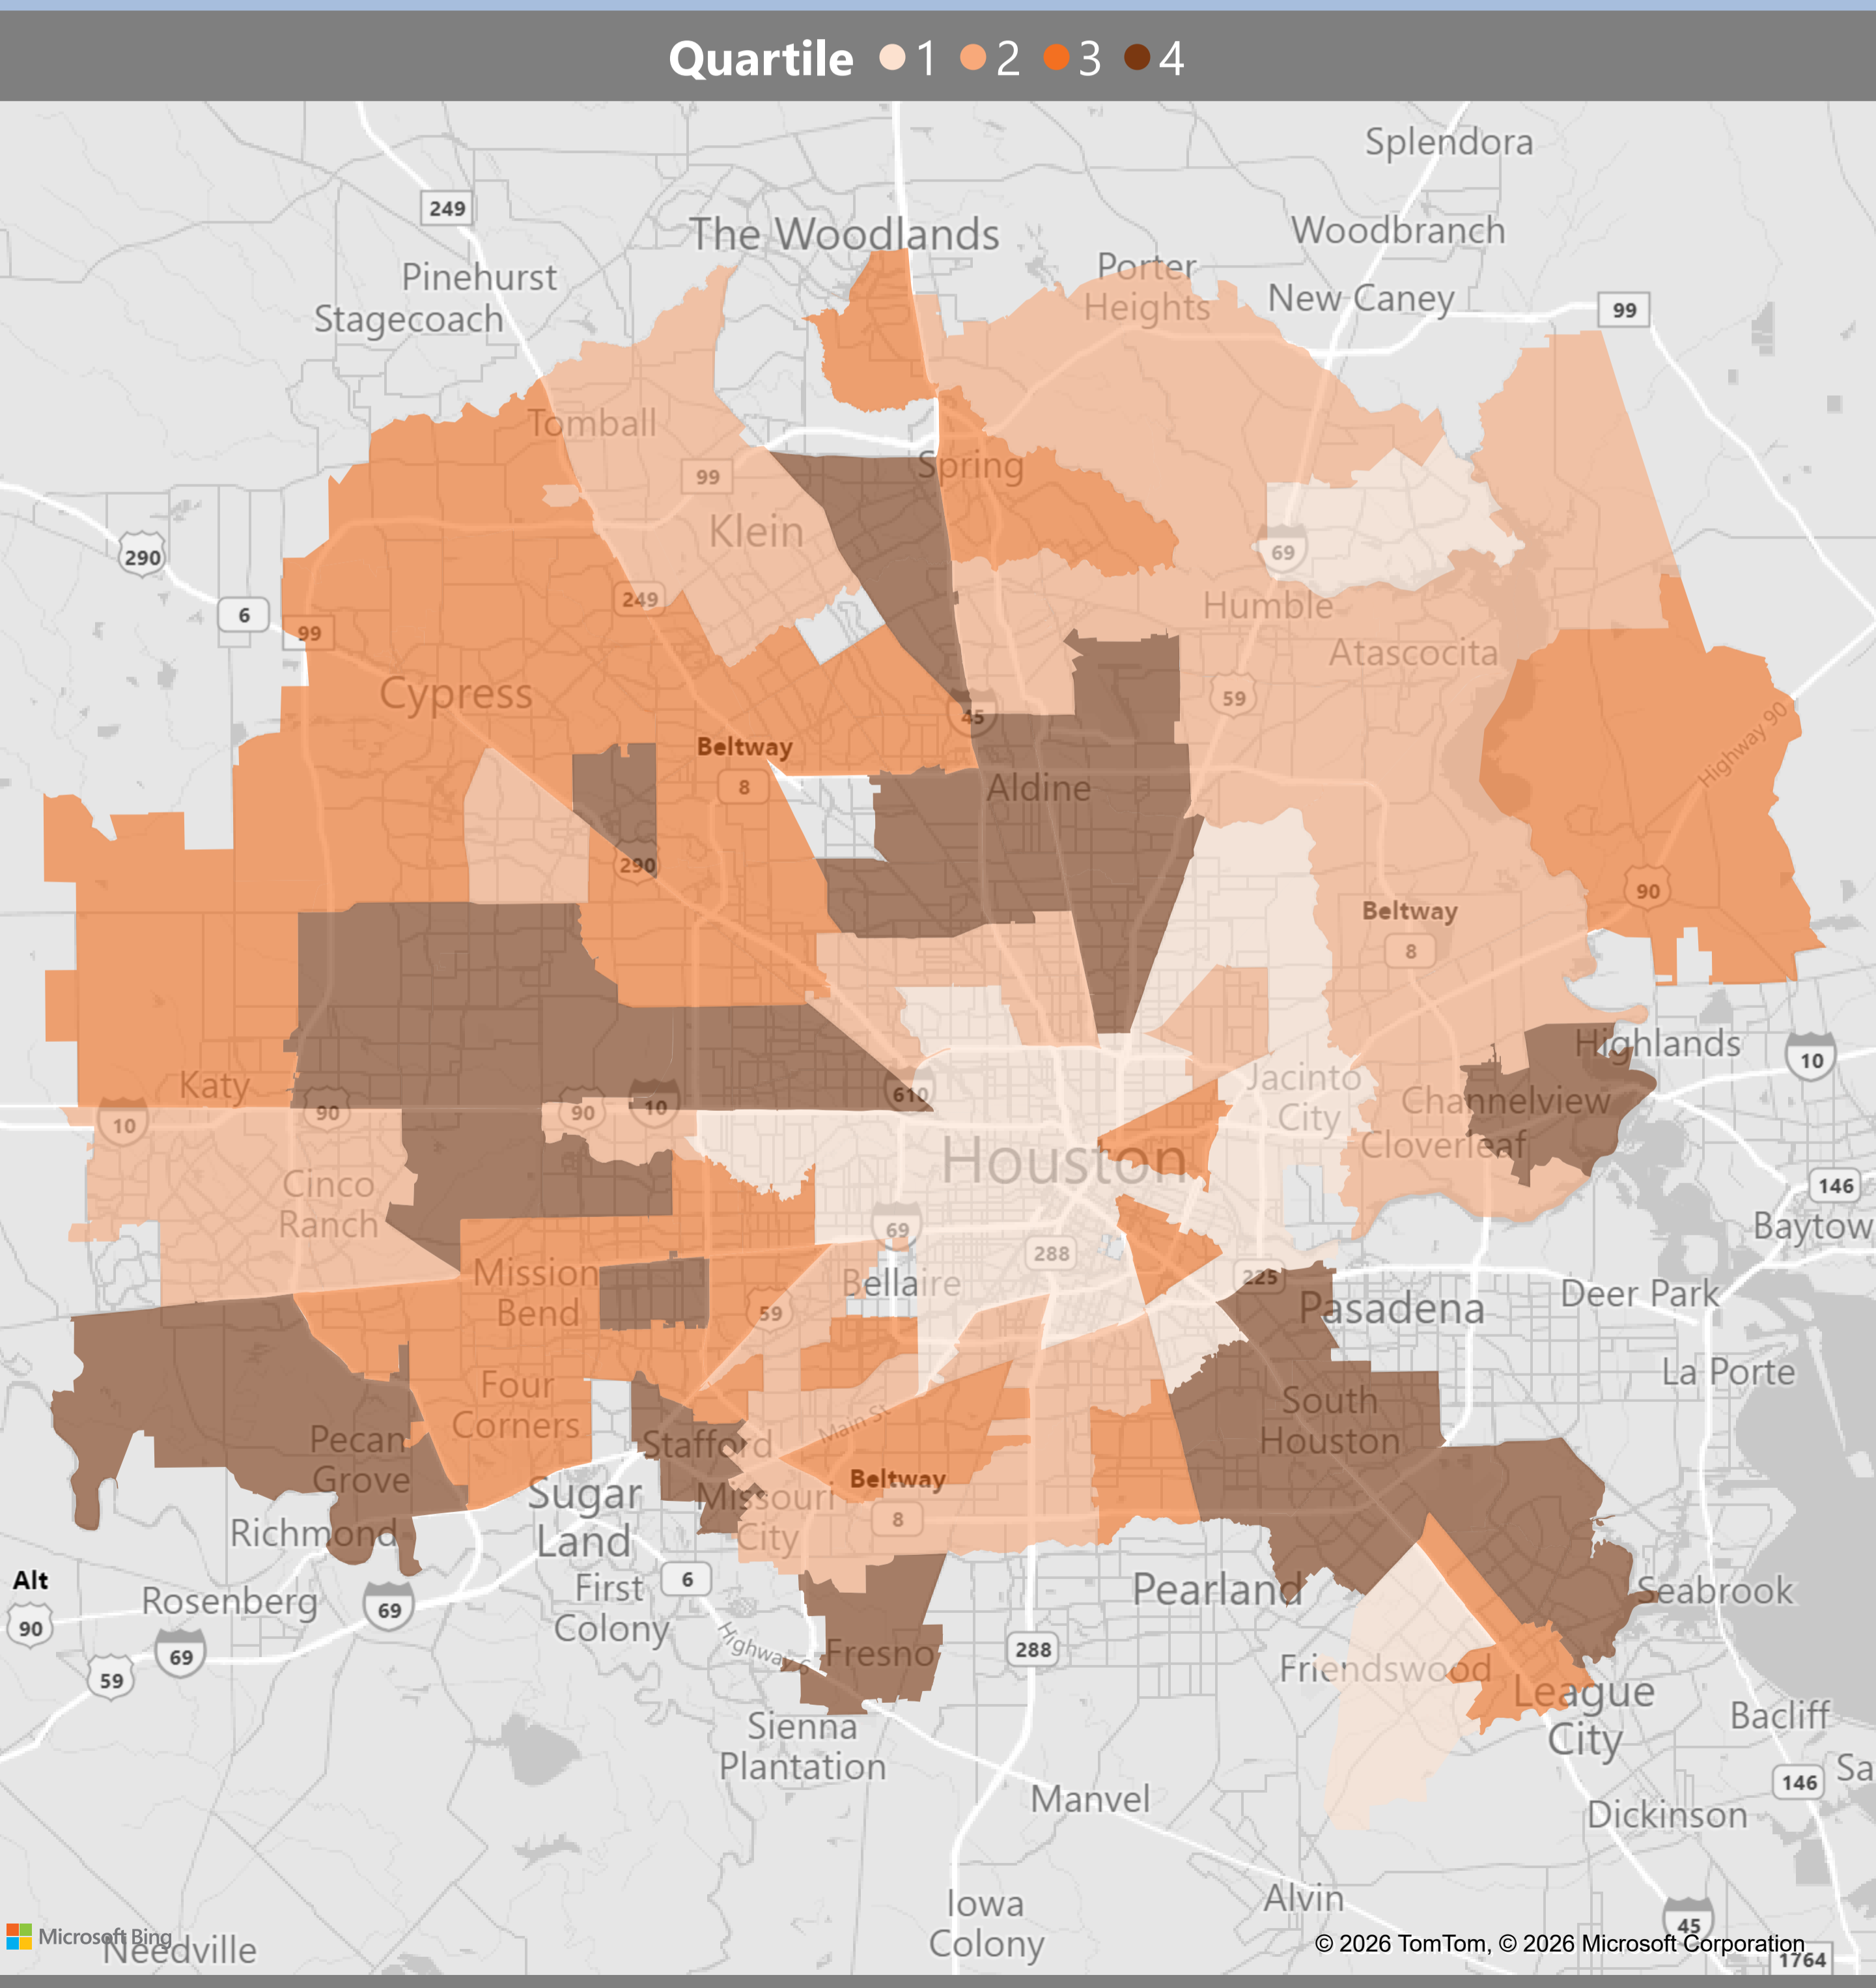 Quartile 1 2 3 4
Splendora
249
The Woodlands
Woodbranch
Pinehurst
Porter
Heights
New Caney
Stagecoach
99
Tomball
Spring
99
Klein
290
69
249
Humble
6
99
Atascocita
Cypress
59
45
Beltway
Highway 90
8
Aldine
290
90
Beltway
8
Highlands
10
Katy
610
Jacinto
City
Channelview
10
90
90
10
Cloverleaf
Houston
146
Cinco
Ranch
69
Baytow
288
Mission
Bend
Bellaire
225
Deer Park
59
Pasadena
La Porte
Four
Corners
South
Houston
Main St
Pecan
Grove
Stafford
Beltway
8
Sugar
Land
Missouri
City
Richmond
Alt
90
6
Pearland
Seabrook
Rosenberg
69
First
Colony
69
Highway 6
Fresno
288
Friendswood
59
League
City
Bacliff
Sienna
Plantation
146
Sa
Manvel
Dickinson
Alvin
Iowa
Colony
45
Microsoft Bing
Needville
© 2026 TomTom, © 2026 Microsoft Corporation
1764